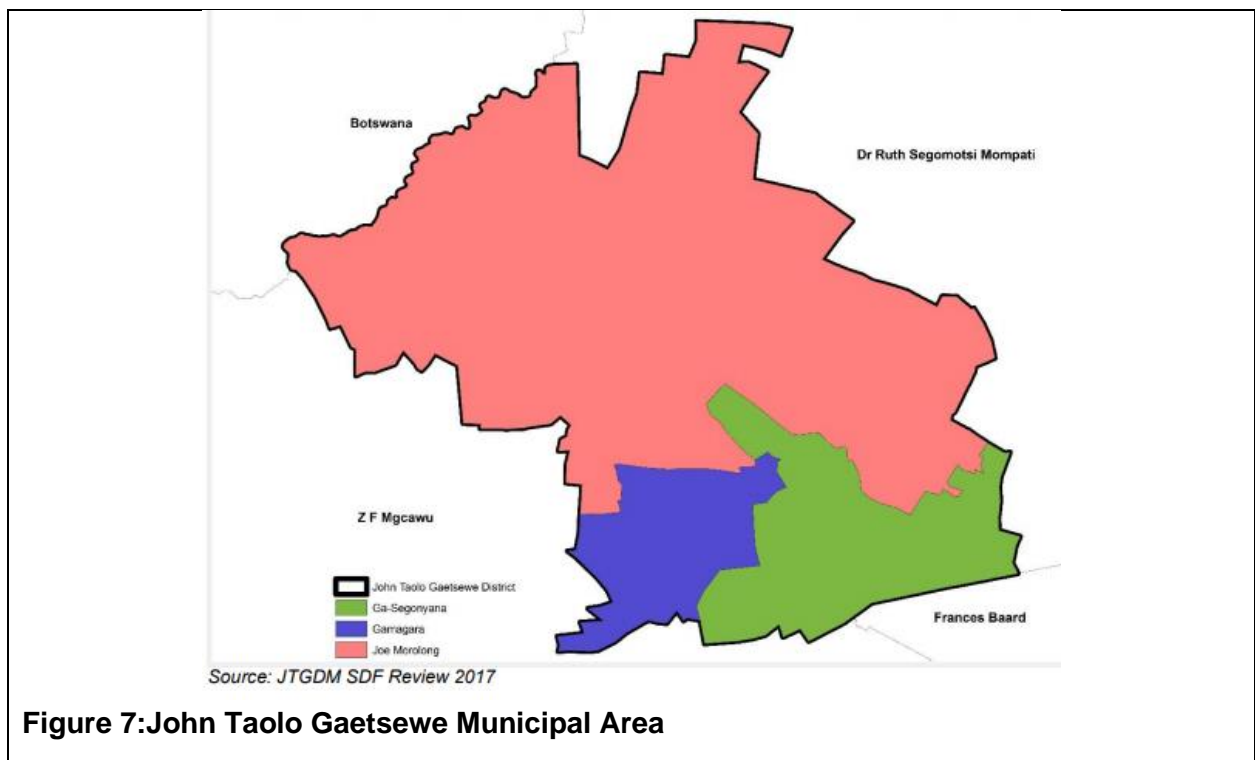 Botswana
Dr Ruth Segomotsi Mompati
Z F Mgcawu
John Taolo Gaetsewe District
Ga-Segonyana
Gamagara
Joe Morolong
Frances Baard
Source: JTGDM SDF Review 2017
Figure 7:John Taolo Gaetsewe Municipal Area